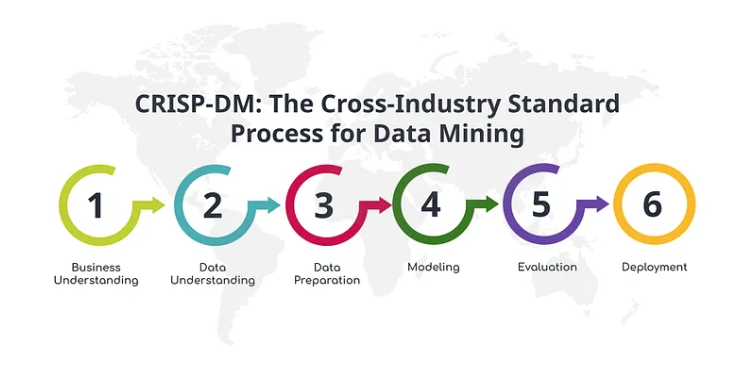 CRISP-DM: The Cross-Industry Standard
Process for Data Mining
1
2
3
4
5
6
Business
Understanding
Data
Understanding
Data
Preparation
Modeling
Evaluation
Deployment